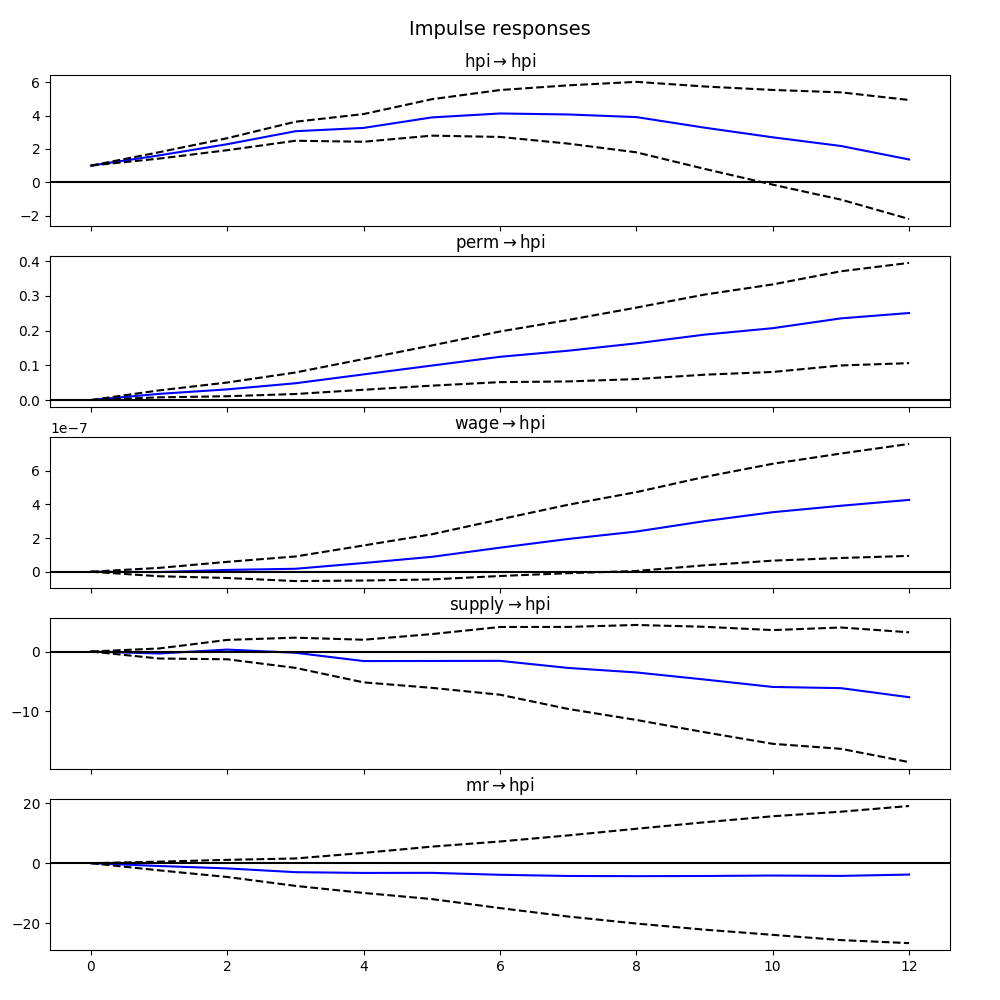 Impulse responses
hpi → hpi
6
4
2
0
−2
perm → hpi
0.4
0.3
0.2
0.1
0.0
1e−7
wage → hpi
6
4
2
0
supply → hpi
0
−10
mr → hpi
20
0
−20
0 2 4 6 8 10 12